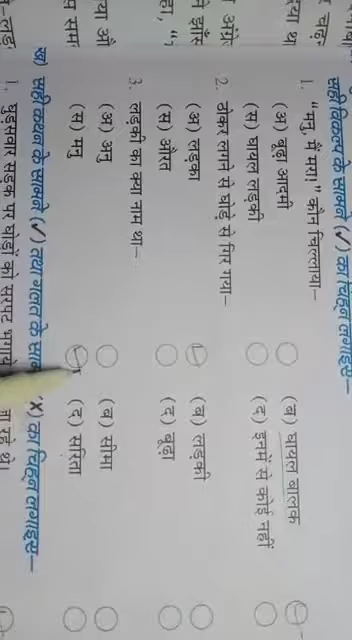 सही विकल्प के सामने (✓) का चिह्न लगाइए—
1. "मनु, मैं मरा!" कौन चिल्लाया—
(अ) बूढ़ा आदमी (ब) घायल बालक
(स) घायल लड़की (द) इनमें से कोई नहीं
2. ठोकर लगने से घोड़े से गिर गया—
(अ) लड़का (ब) लड़की
(स) औरत (द) बूढ़ा
3. लड़की का क्या नाम था—
(अ) अनु (ब) सीमा
(स) मनु (द) सरिता
ख) सही कथन के सामने (✓) तथा गलत के साम X) का चिह्न लगाइए—
1. घुड़सवार सड़क पर घोड़ों को सरपट भगाते जा रहे थे।